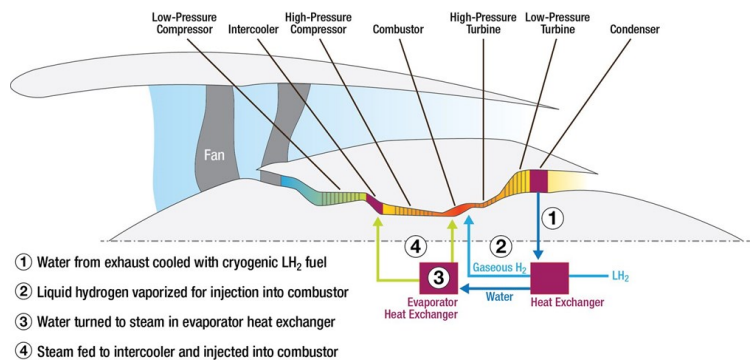 Low-Pressure
Compressor
Intercooler
High-Pressure
Compressor
Combustor
High-Pressure
Turbine
Low-Pressure
Turbine
Condenser
Fan
1
4
2
Gaseous H₂
3
LH₂
Water
Evaporator
Heat Exchanger
Heat Exchanger
1 Water from exhaust cooled with cryogenic LH₂ fuel
2 Liquid hydrogen vaporized for injection into combustor
3 Water turned to steam in evaporator heat exchanger
4 Steam fed to intercooler and injected into combustor